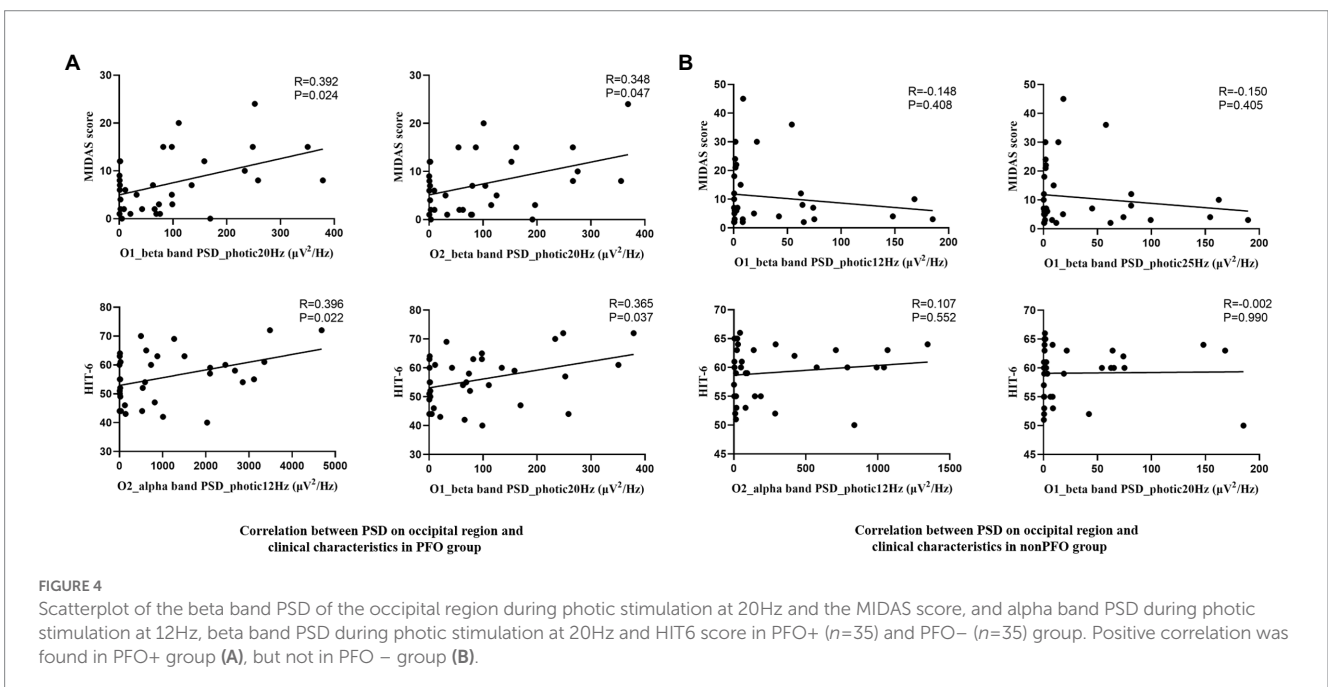 A
R=0.392
P=0.024
MIDAS score
30
20
10
0
0
100
200
300
400
O1_beta band PSD_photic20Hz (µV²/Hz)
R=0.348
P=0.047
MIDAS score
30
20
10
0
0
100
200
300
400
O2_beta band PSD_photic20Hz (µV²/Hz)
R=0.396
P=0.022
HIT-6
80
70
60
50
40
30
0
1000
2000
3000
4000
5000
O2_alpha band PSD_photic12Hz (µV²/Hz)
R=0.365
P=0.037
HIT-6
80
70
60
50
40
30
0
100
200
300
400
O1_beta band PSD_photic20Hz (µV²/Hz)
Correlation between PSD on occipital region and
clinical characteristics in PFO group
B
R=-0.148
P=0.408
MIDAS score
50
40
30
20
10
0
0
50
100
150
200
O1_beta band PSD_photic12Hz (µV²/Hz)
R=-0.150
P=0.405
MIDAS score
50
40
30
20
10
0
0
50
100
150
200
O1_beta band PSD_photic25Hz (µV²/Hz)
R=0.107
P=0.552
HIT-6
70
65
60
55
50
45
0
500
1000
1500
O2_alpha band PSD_photic12Hz (µV²/Hz)
R=-0.002
P=0.990
HIT-6
70
65
60
55
50
45
0
50
100
150
200
O1_beta band PSD_photic20Hz (µV²/Hz)
Correlation between PSD on occipital region and
clinical characteristics in nonPFO group
FIGURE 4
Scatterplot of the beta band PSD of the occipital region during photic stimulation at 20Hz and the MIDAS score, and alpha band PSD during photic
stimulation at 12Hz, beta band PSD during photic stimulation at 20Hz and HIT6 score in PFO+ (n=35) and PFO− (n=35) group. Positive correlation was
found in PFO+ group (A), but not in PFO – group (B).